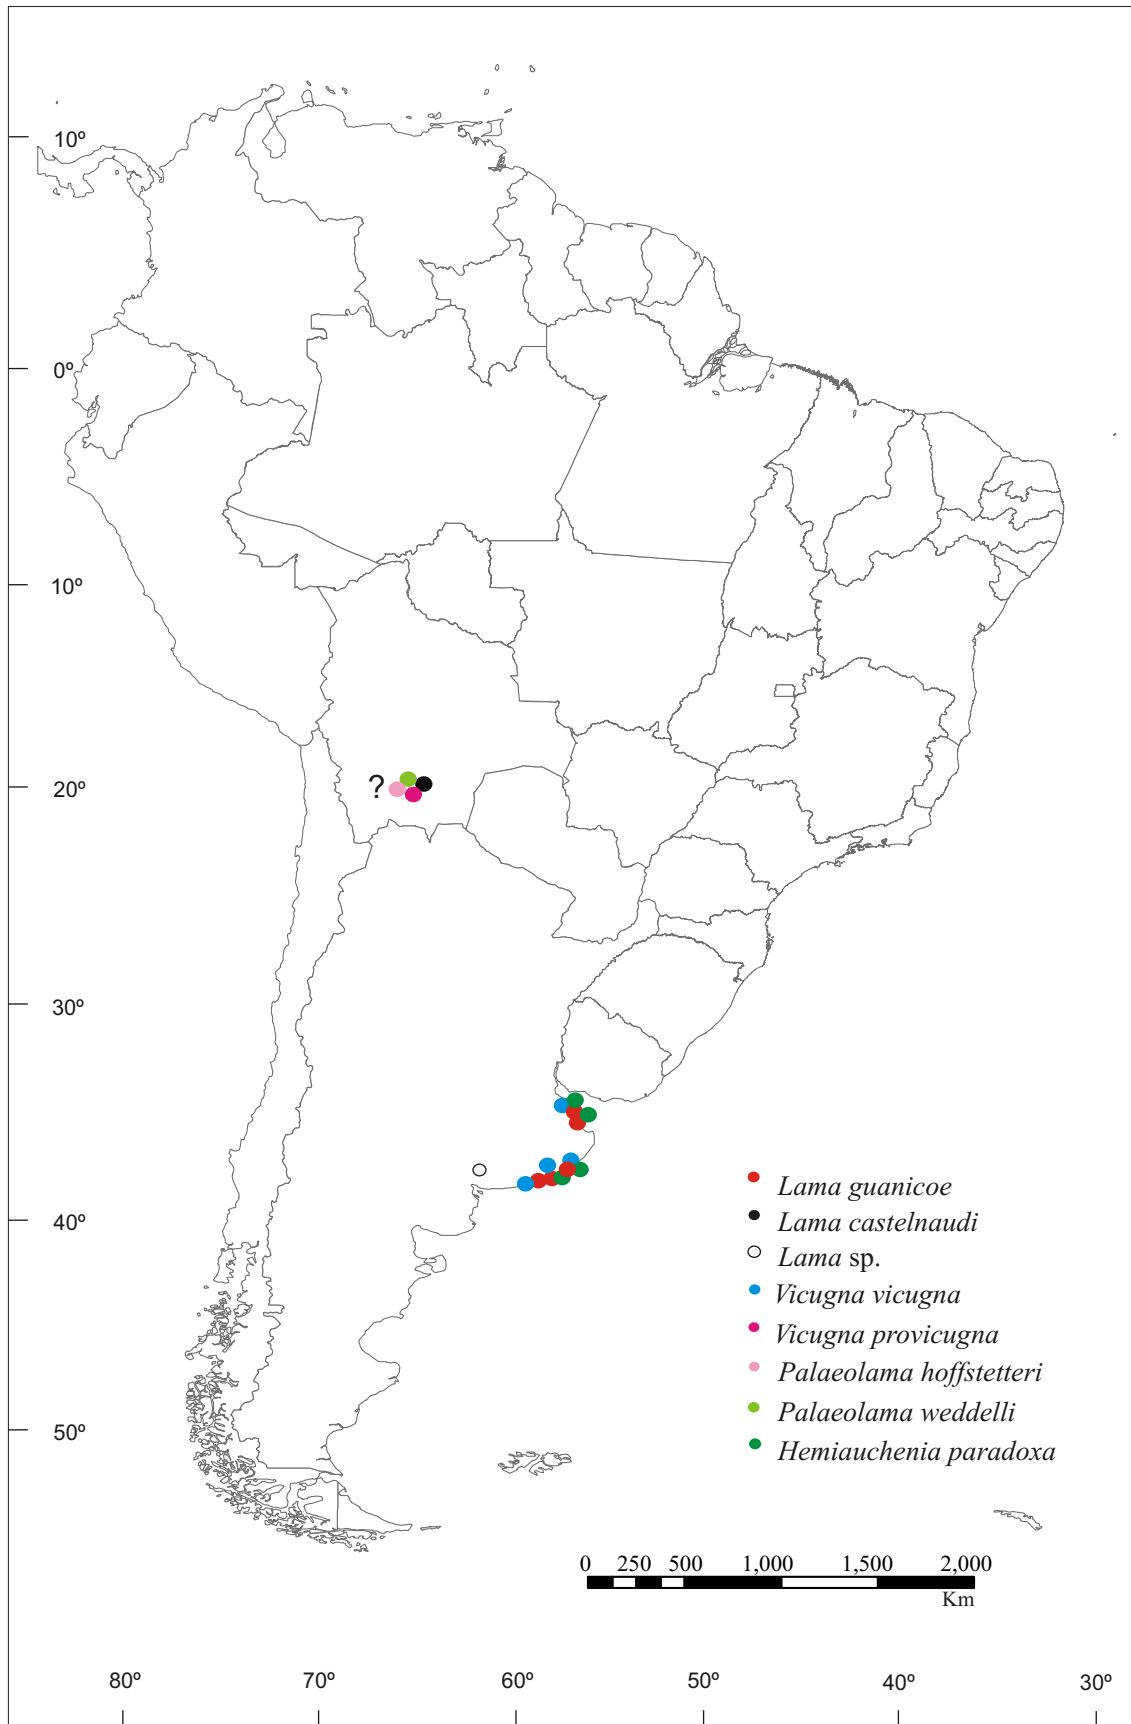 10º
0º
10º
?
20º
30º
40º
50º
Lama guanicoe
Lama castelnaudi
Lama sp.
Vicugna vicugna
Vicugna provicugna
Palaeolama hoffstetteri
Palaeolama weddelli
Hemiauchenia paradoxa
0 250 500 1,000 1,500 2,000
Km
80º 70º 60º 50º 40º 30º